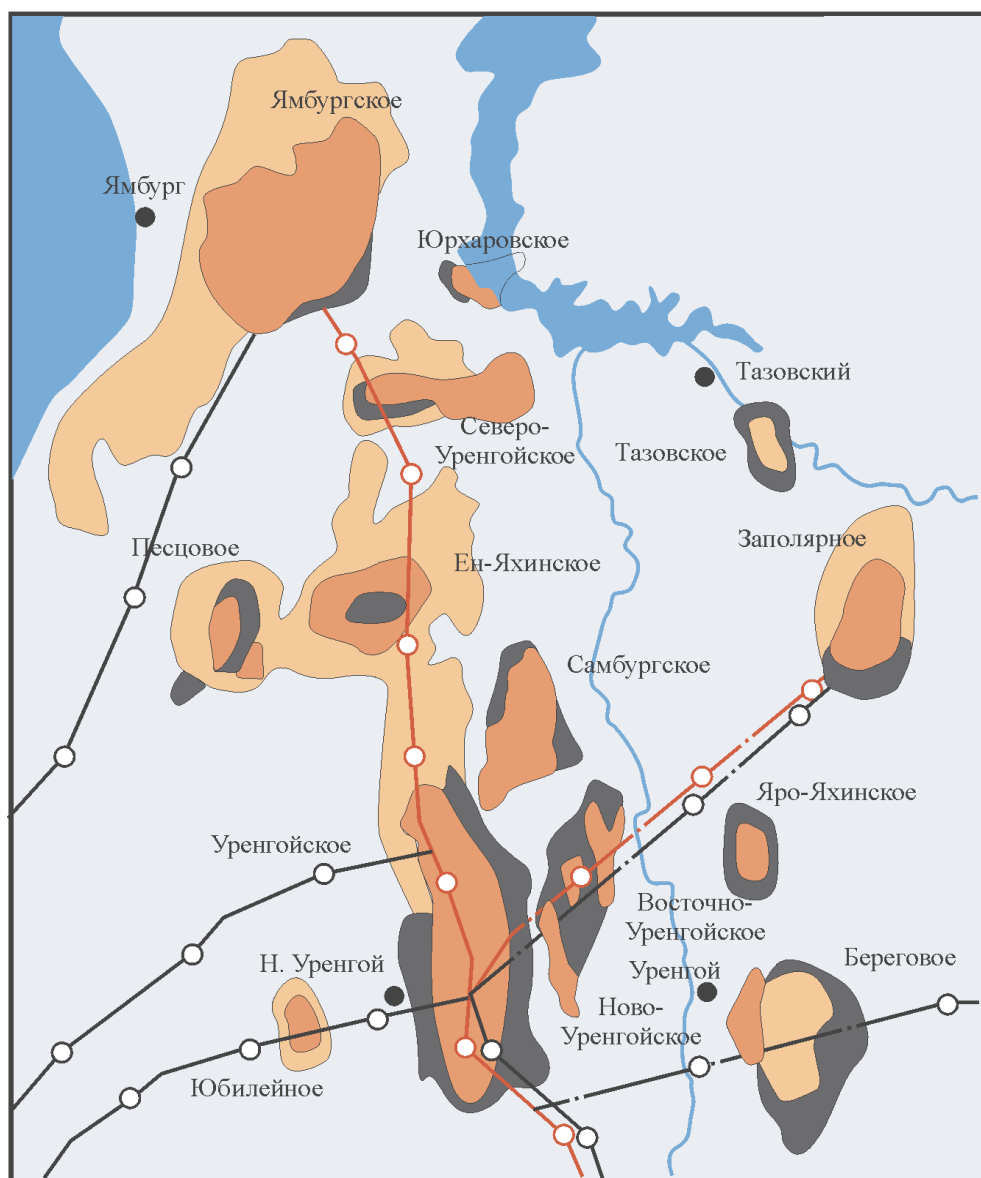 Ямбургское
Ямбург
Юрхаровское
Тазовский
Северо-
Уренгойское
Тазовское
Песцовое
Заполярное
Ен-Яхинское
Самбургское
Яро-Яхинское
Уренгойское
Восточно-
Уренгойское
Н. Уренгой
Уренгой
Береговое
Ново-
Уренгойское
Юбилейное